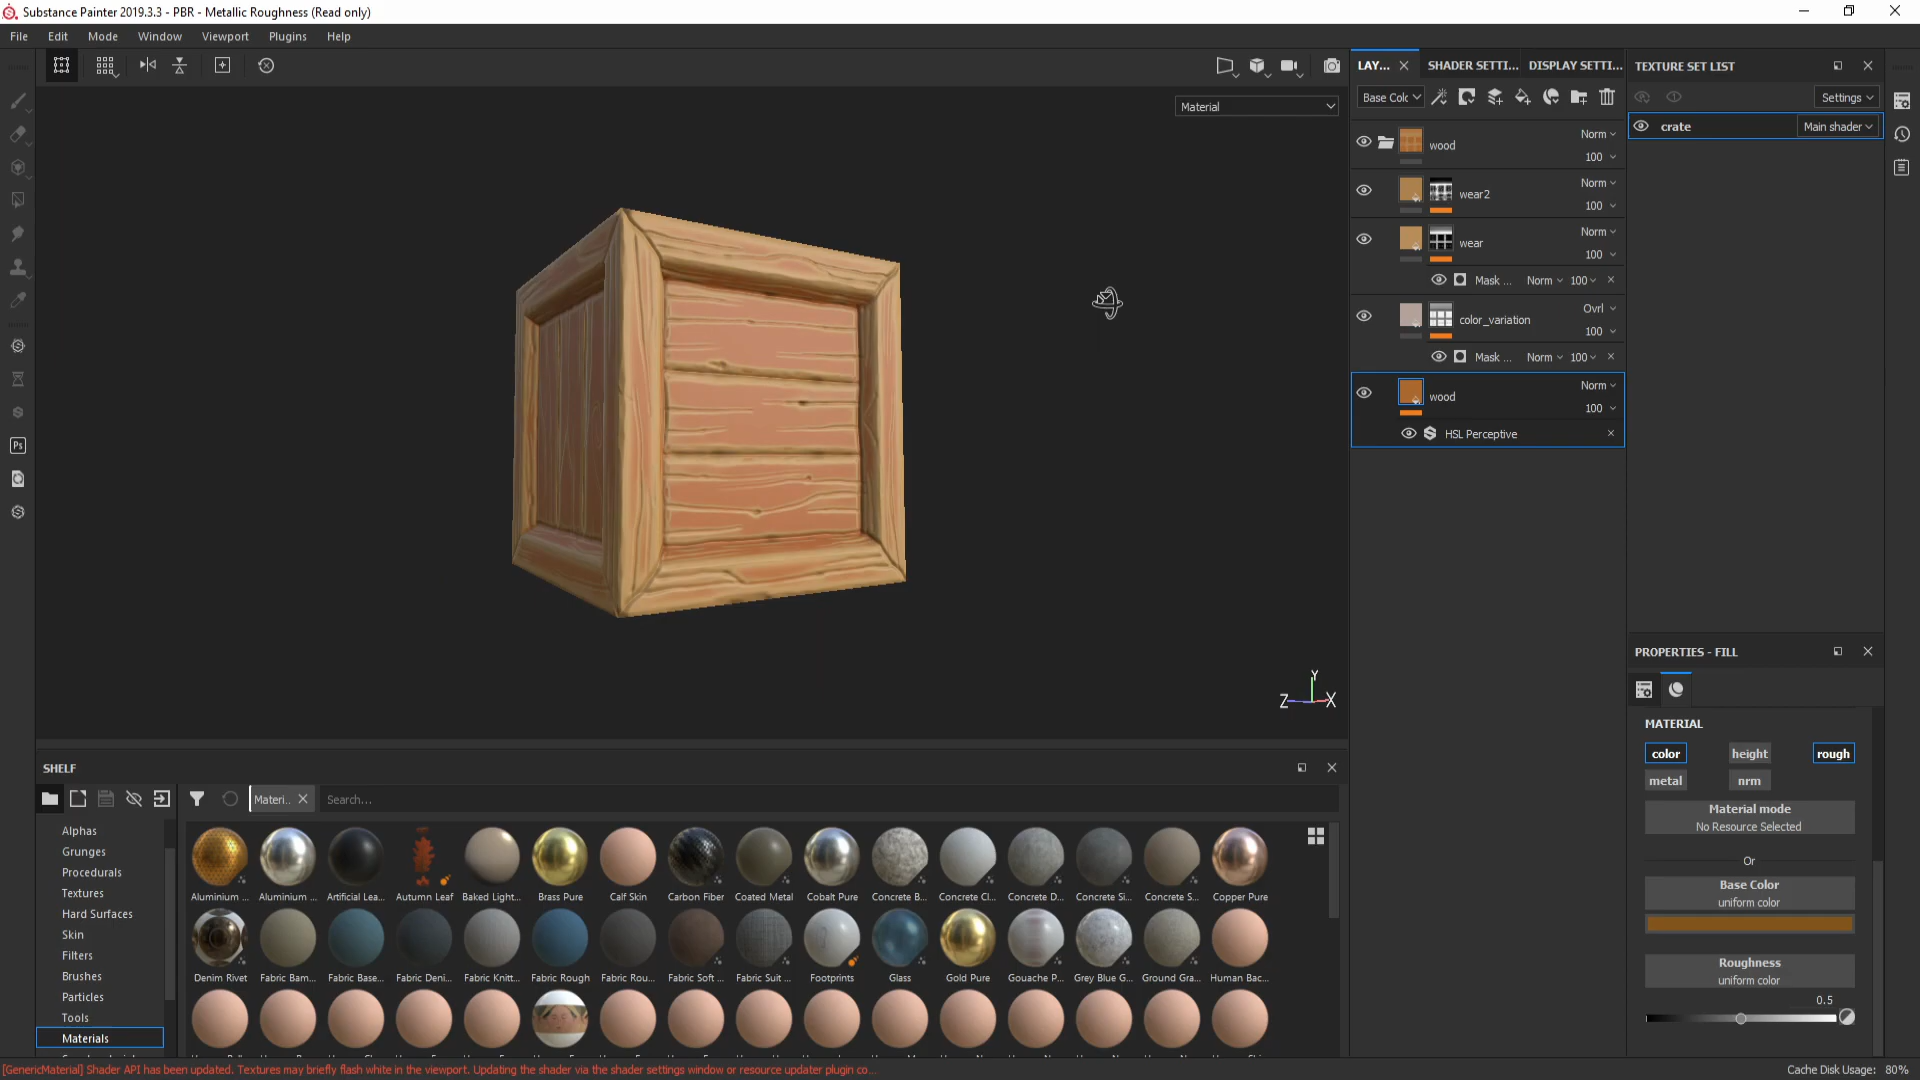 Substance Painter 2019.3.3 - PBR - Metallic Roughness (Read only)
File Edit Mode Window Viewport Plugins Help
LAY... SHADER SETTI... DISPLAY SETTI...
TEXTURE SET LIST
Base Colc
Settings
Material
crate Main shader
wood Norm
100
wear2 Norm
100
wear Norm
100
Mask ... Norm 100
color_variation Ovrl
100
Mask ... Norm 100
wood Norm
100
HSL Perceptive
Ps
Y
Z X
PROPERTIES - FILL
MATERIAL
color height rough
metal nrm
Material mode
No Resource Selected
Or
Base Color
uniform color
Roughness
uniform color
0.5
SHELF
Materi.. Search...
Alphas
Grunges
Procedurals
Textures
Hard Surfaces
Skin
Filters
Brushes
Particles
Tools
Materials
Aluminium ... Aluminium ... Artificial Lea... Autumn Leaf Baked Light... Brass Pure Calf Skin Carbon Fiber Coated Metal Cobalt Pure Concrete B... Concrete Cl... Concrete D... Concrete Si... Concrete S... Copper Pure
Denim Rivet Fabric Bam... Fabric Base... Fabric Deni... Fabric Knitt... Fabric Rough Fabric Rou... Fabric Soft ... Fabric Suit ... Footprints Glass Gold Pure Gouache P... Grey Blue G... Ground Gra... Human Bac...
[GenericMaterial] Shader API has been updated. Textures may briefly flash white in the viewport. Updating the shader via the shader settings window or resource updater plugin co...
Cache Disk Usage: 80%